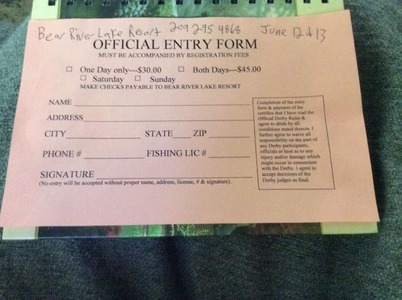 Bear River Lake Resort 209 295 4868 June 12 & 13
OFFICIAL ENTRY FORM
MUST BE ACCOMPANIED BY REGISTRATION FEES
☐ One Day only---$30.00 ☐ Both Days---$45.00
☐ Saturday ☐ Sunday
MAKE CHECKS PAYABLE TO BEAR RIVER LAKE RESORT
NAME
ADDRESS
CITY STATE ZIP
PHONE # FISHING LIC #
SIGNATURE
(No entry will be accepted without proper name, address, license, # & signature).
Completion of the entry
form & payment of fee
certifies that I have read the
Official Derby Rules &
agree to abide by all
conditions stated therein. I
further agree to waive all
responsibility on the part of
any Derby participants,
officials or host as to any
injury and/or damage which
might occur in connection
with the Derby. I agree to
accept decisions of the
Derby judges as final.